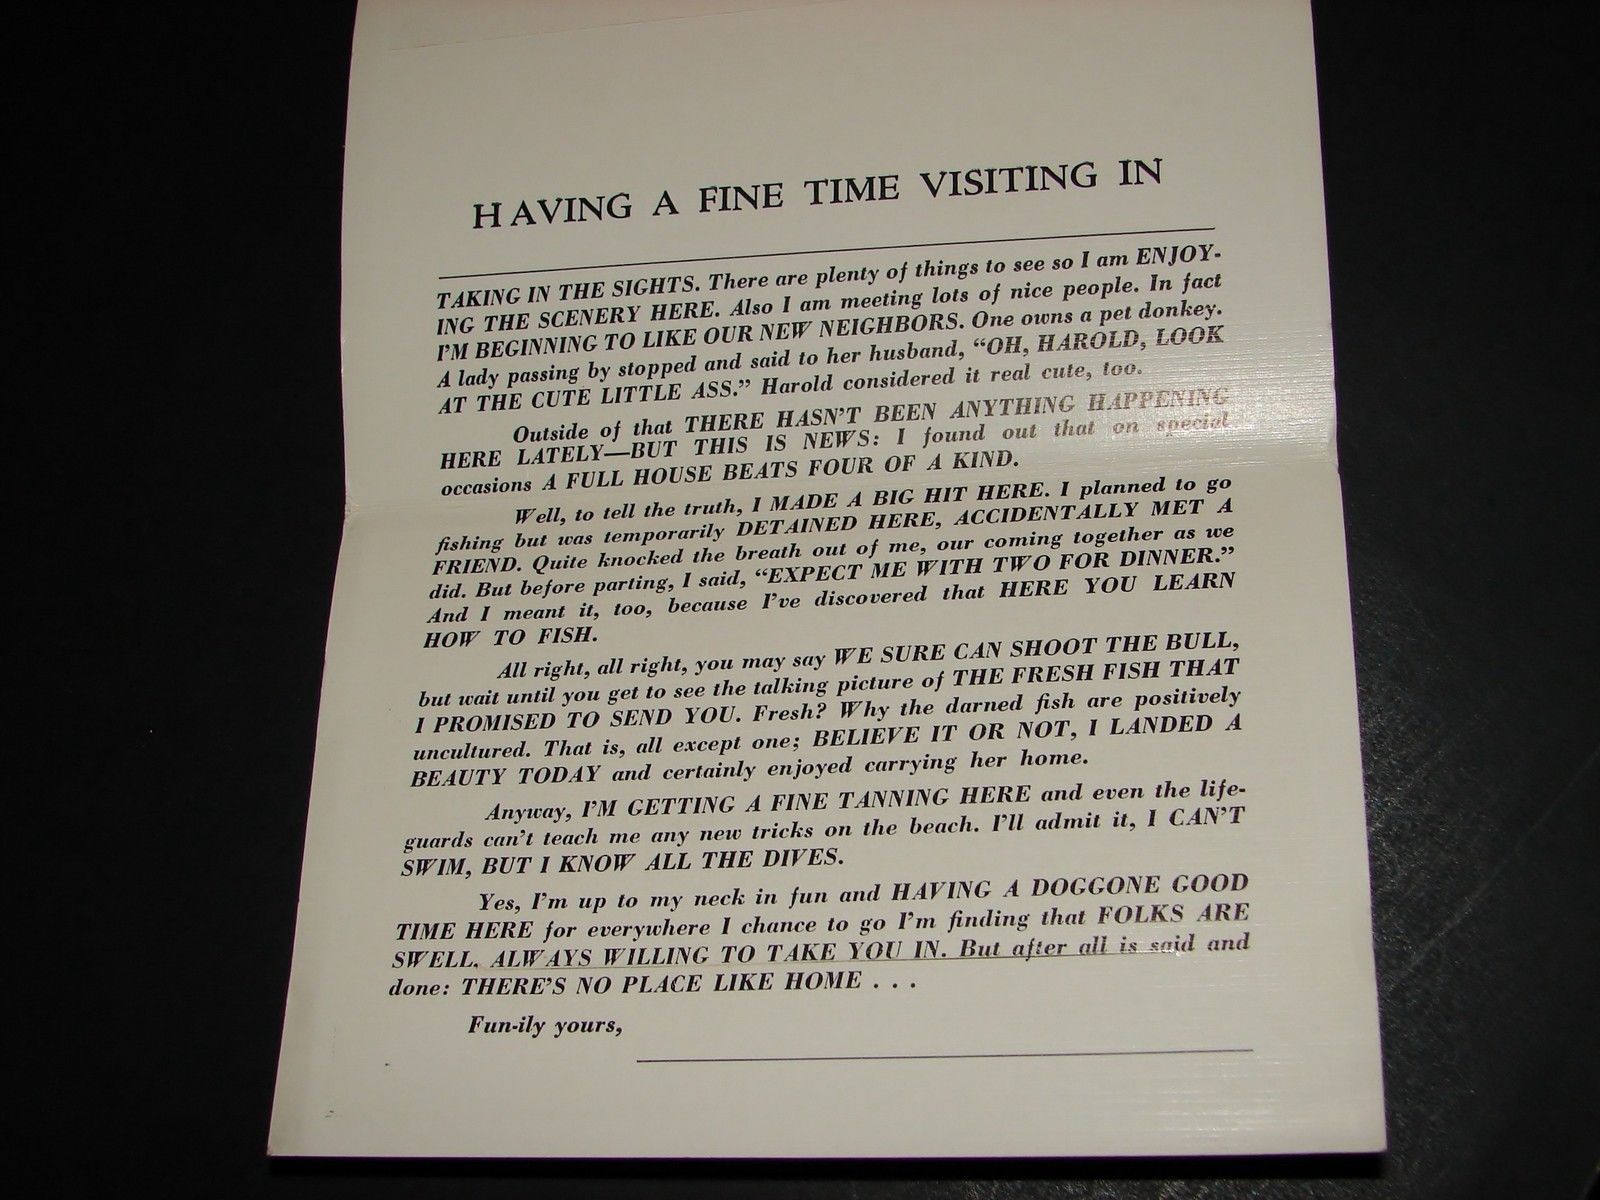 HAVING A FINE TIME VISITING IN
TAKING IN THE SIGHTS. There are plenty of things to see so I am ENJOY-
ING THE SCENERY HERE. Also I am meeting lots of nice people. In fact
I'M BEGINNING TO LIKE OUR NEW NEIGHBORS. One owns a pet donkey.
A lady passing by stopped and said to her husband, "OH, HAROLD, LOOK
AT THE CUTE LITTLE ASS." Harold considered it real cute, too.
Outside of that THERE HASN'T BEEN ANYTHING HAPPENING
HERE LATELY—BUT THIS IS NEWS: I found out that on special
occasions A FULL HOUSE BEATS FOUR OF A KIND.
Well, to tell the truth, I MADE A BIG HIT HERE. I planned to go
fishing but was temporarily DETAINED HERE, ACCIDENTALLY MET A
FRIEND. Quite knocked the breath out of me, our coming together as we
did. But before parting, I said, "EXPECT ME WITH TWO FOR DINNER."
And I meant it, too, because I've discovered that HERE YOU LEARN
HOW TO FISH.
All right, all right, you may say WE SURE CAN SHOOT THE BULL,
but wait until you get to see the talking picture of THE FRESH FISH THAT
I PROMISED TO SEND YOU. Fresh? Why the darned fish are positively
uncultured. That is, all except one; BELIEVE IT OR NOT, I LANDED A
BEAUTY TODAY and certainly enjoyed carrying her home.
Anyway, I'M GETTING A FINE TANNING HERE and even the life-
guards can't teach me any new tricks on the beach. I'll admit it, I CAN'T
SWIM, BUT I KNOW ALL THE DIVES.
Yes, I'm up to my neck in fun and HAVING A DOGGONE GOOD
TIME HERE for everywhere I chance to go I'm finding that FOLKS ARE
SWELL, ALWAYS WILLING TO TAKE YOU IN. But after all is said and
done: THERE'S NO PLACE LIKE HOME . . .
Fun-ily yours,